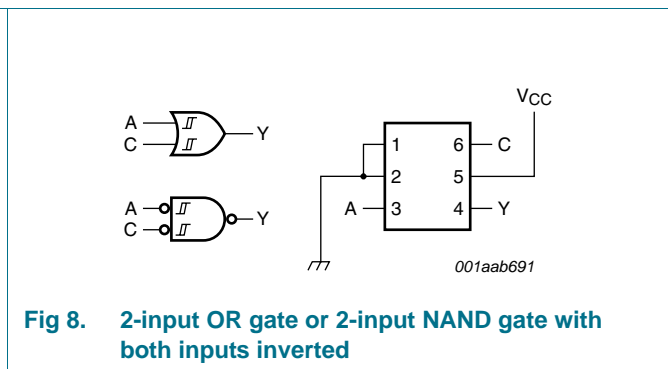 A
C
Y
A
C
Y
VCC
1 6 C
2 5
A 3 4 Y
001aab691
Fig 8. 2-input OR gate or 2-input NAND gate with
both inputs inverted